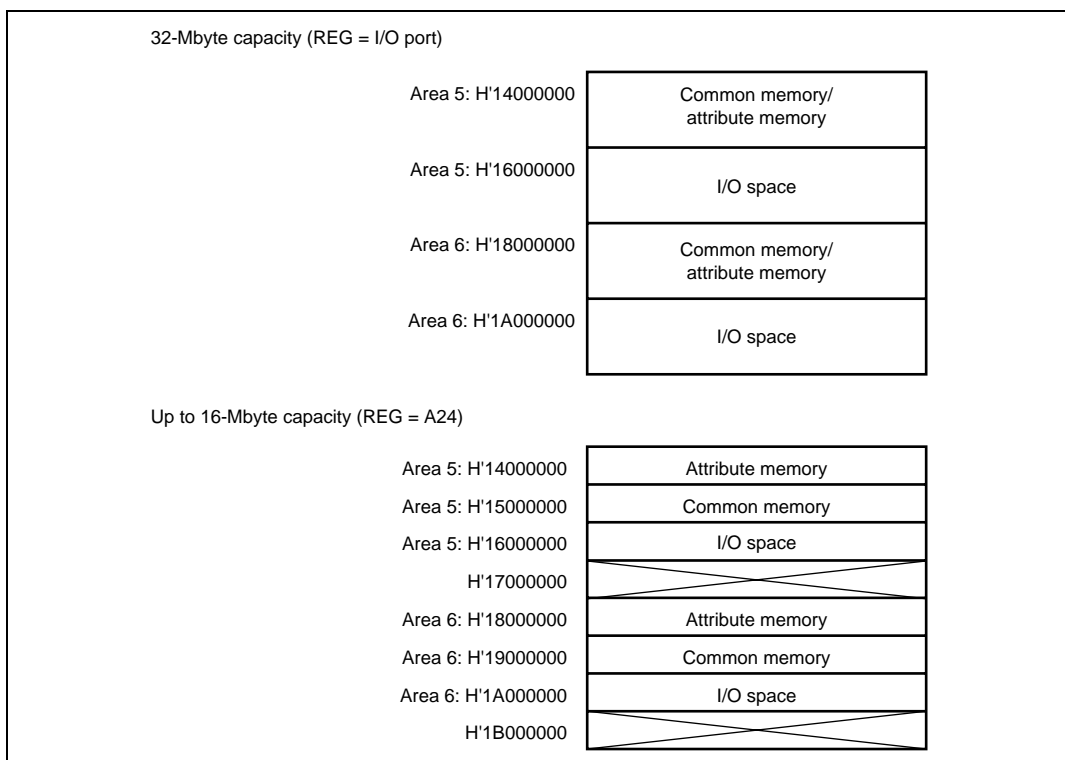 32-Mbyte capacity (REG = I/O port)
Area 5: H'14000000
Common memory/
attribute memory
Area 5: H'16000000
I/O space
Area 6: H'18000000
Common memory/
attribute memory
Area 6: H'1A000000
I/O space
Up to 16-Mbyte capacity (REG = A24)
Area 5: H'14000000 Attribute memory
Area 5: H'15000000 Common memory
Area 5: H'16000000 I/O space
H'17000000
Area 6: H'18000000 Attribute memory
Area 6: H'19000000 Common memory
Area 6: H'1A000000 I/O space
H'1B000000